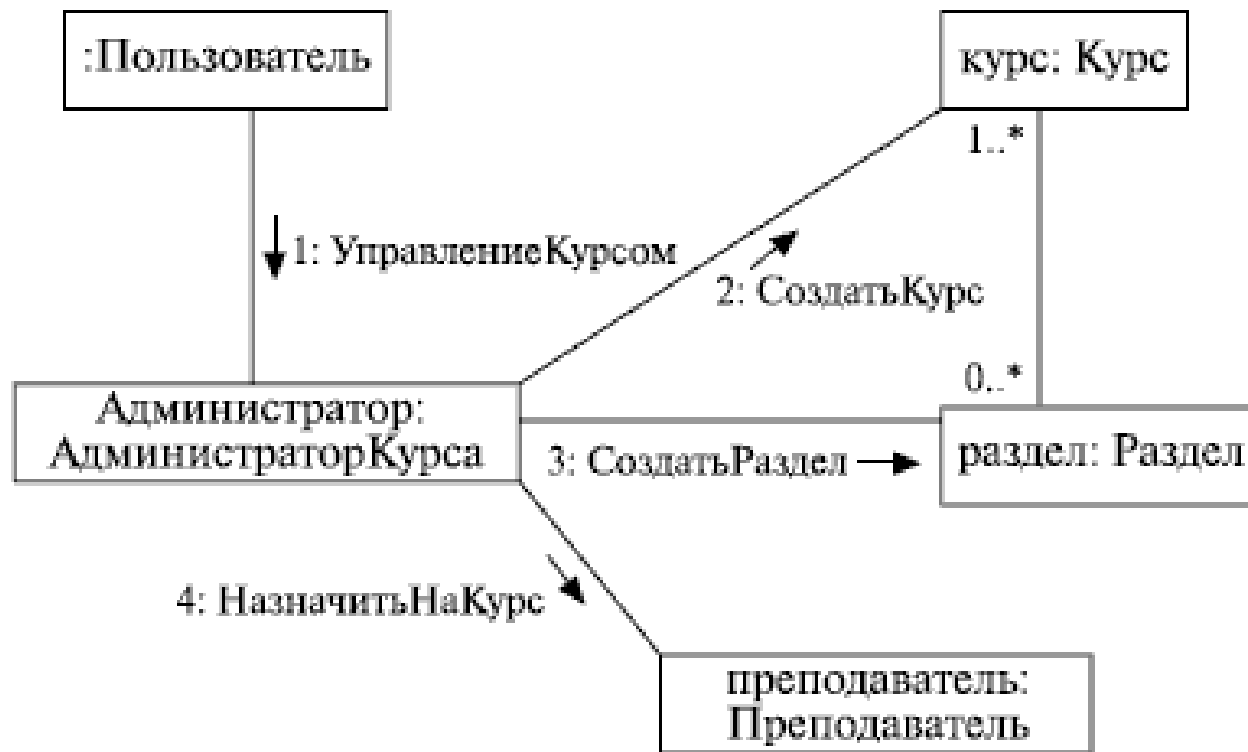 :Пользователь
курс: Курс
1..*
1: УправлениеКурсом
2: СоздатьКурс
0..*
Администратор:
АдминистраторКурса
3: СоздатьРаздел
раздел: Раздел
4: НазначитьНаКурс
преподаватель:
Преподаватель